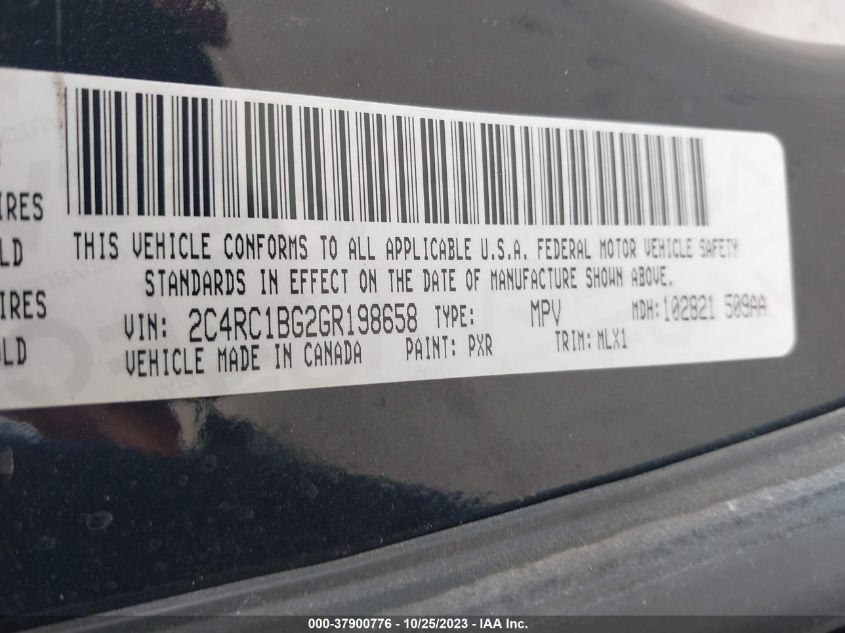 IRES
LD
IRES
OLD
THIS VEHICLE CONFORMS TO ALL APPLICABLE U.S.A. FEDERAL MOTOR VEHICLE SAFETY
STANDARDS IN EFFECT ON THE DATE OF MANUFACTURE SHOWN ABOVE.
VIN: 2C4RC1BG2GR198658 TYPE: MPV MDH:102821 509AA
VEHICLE MADE IN CANADA PAINT: PXR TRIM: MLX1
000-37900776 - 10/25/2023 - IAA Inc.